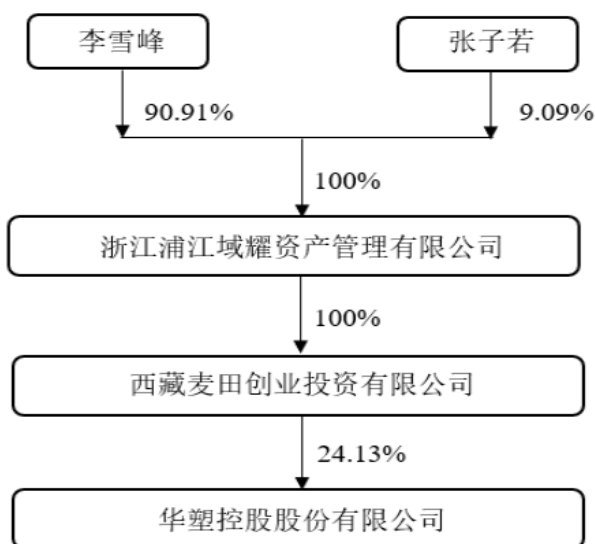 李雪峰
张子若
90.91%
9.09%
100%
浙江浦江域耀资产管理有限公司
100%
西藏麦田创业投资有限公司
24.13%
华塑控股股份有限公司